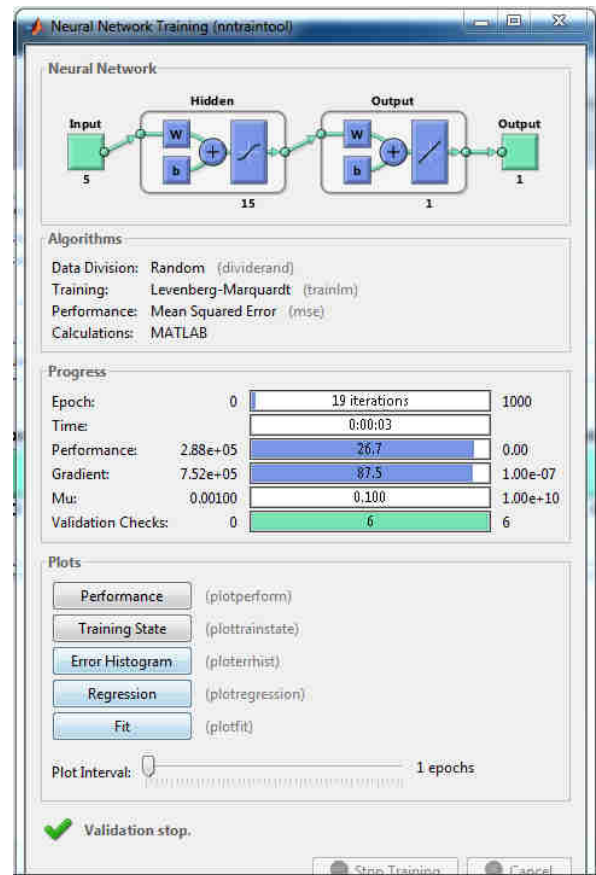 Neural Network Training (nntraintool)
Neural Network
Hidden
Output
Input
Output
W
W
b
b
5
15
1
1
Algorithms
Data Division: Random (dividerand)
Training: Levenberg-Marquardt (trainlm)
Performance: Mean Squared Error (mse)
Calculations: MATLAB
Progress
Epoch: 0 19 iterations 1000
Time: 0:00:03
Performance: 2.88e+05 26.7 0.00
Gradient: 7.52e+05 87.5 1.00e-07
Mu: 0.00100 0.100 1.00e+10
Validation Checks: 0 6 6
Plots
Performance (plotperform)
Training State (plottrainstate)
Error Histogram (ploterrhist)
Regression (plotregression)
Fit (plotfit)
Plot Interval: 1 epochs
Validation stop.
Stop Training Cancel